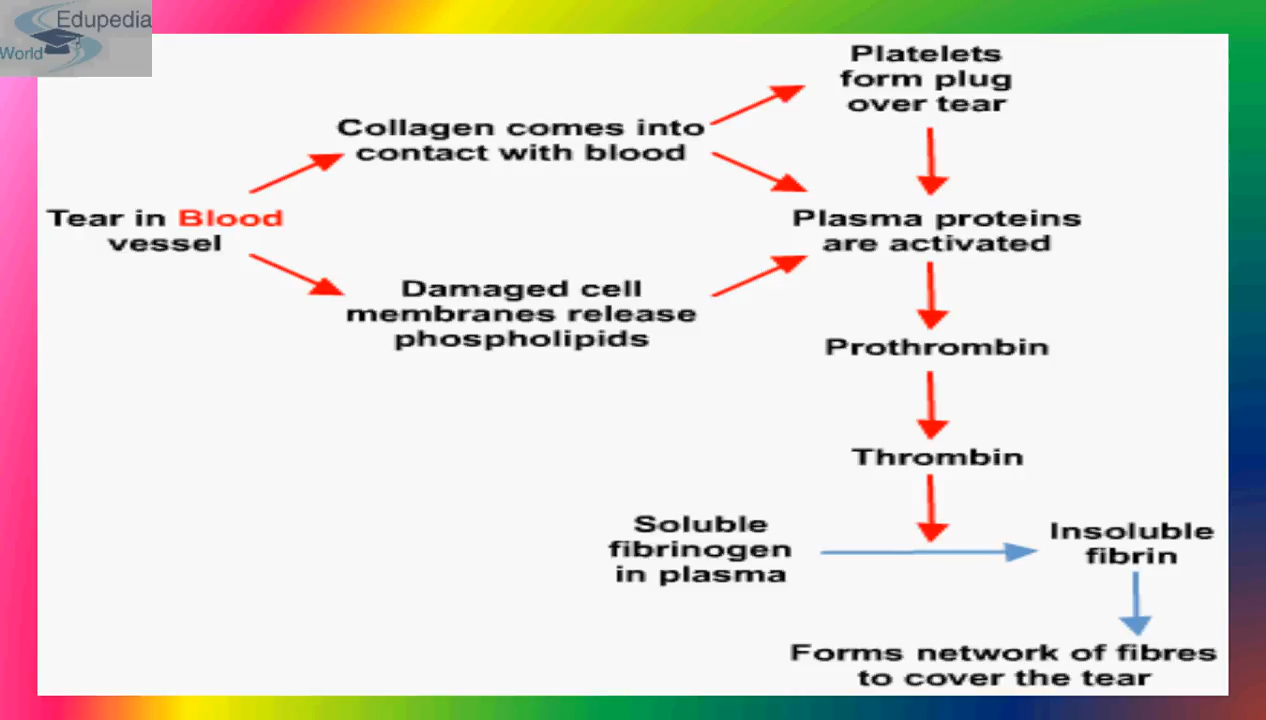 Edupedia
World
Platelets
form plug
over tear
Collagen comes into
contact with blood
Tear in Blood
vessel
Plasma proteins
are activated
Damaged cell
membranes release
phospholipids
Prothrombin
Thrombin
Soluble
fibrinogen
in plasma
Insoluble
fibrin
Forms network of fibres
to cover the tear